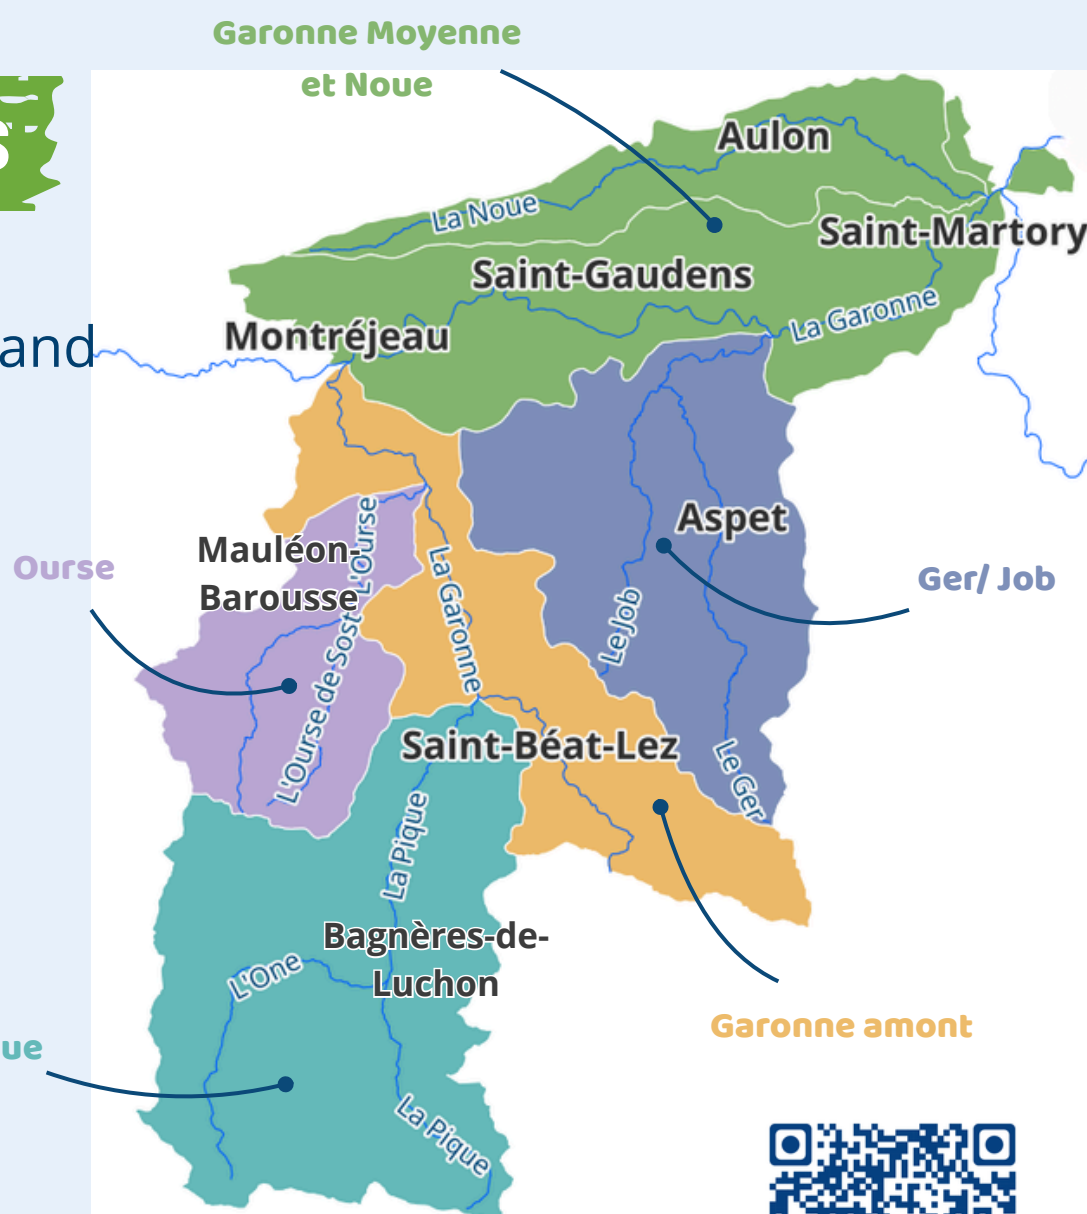 Garonne Moyenne
et Noue
Aulon
S
La Noue
Saint-Martory
Saint-Gaudens
La Garonne
Montréjeau
and
Aspet
L'Ourse
Mauléon-
Barousse
Ourse
La Garonne
Ger/ Job
Le Job
L'Ourse de Sost
Saint-Béat-Lez
Le Ger
La Pique
Bagnères-de-
Luchon
L'One
Garonne amont
ue
La Pique